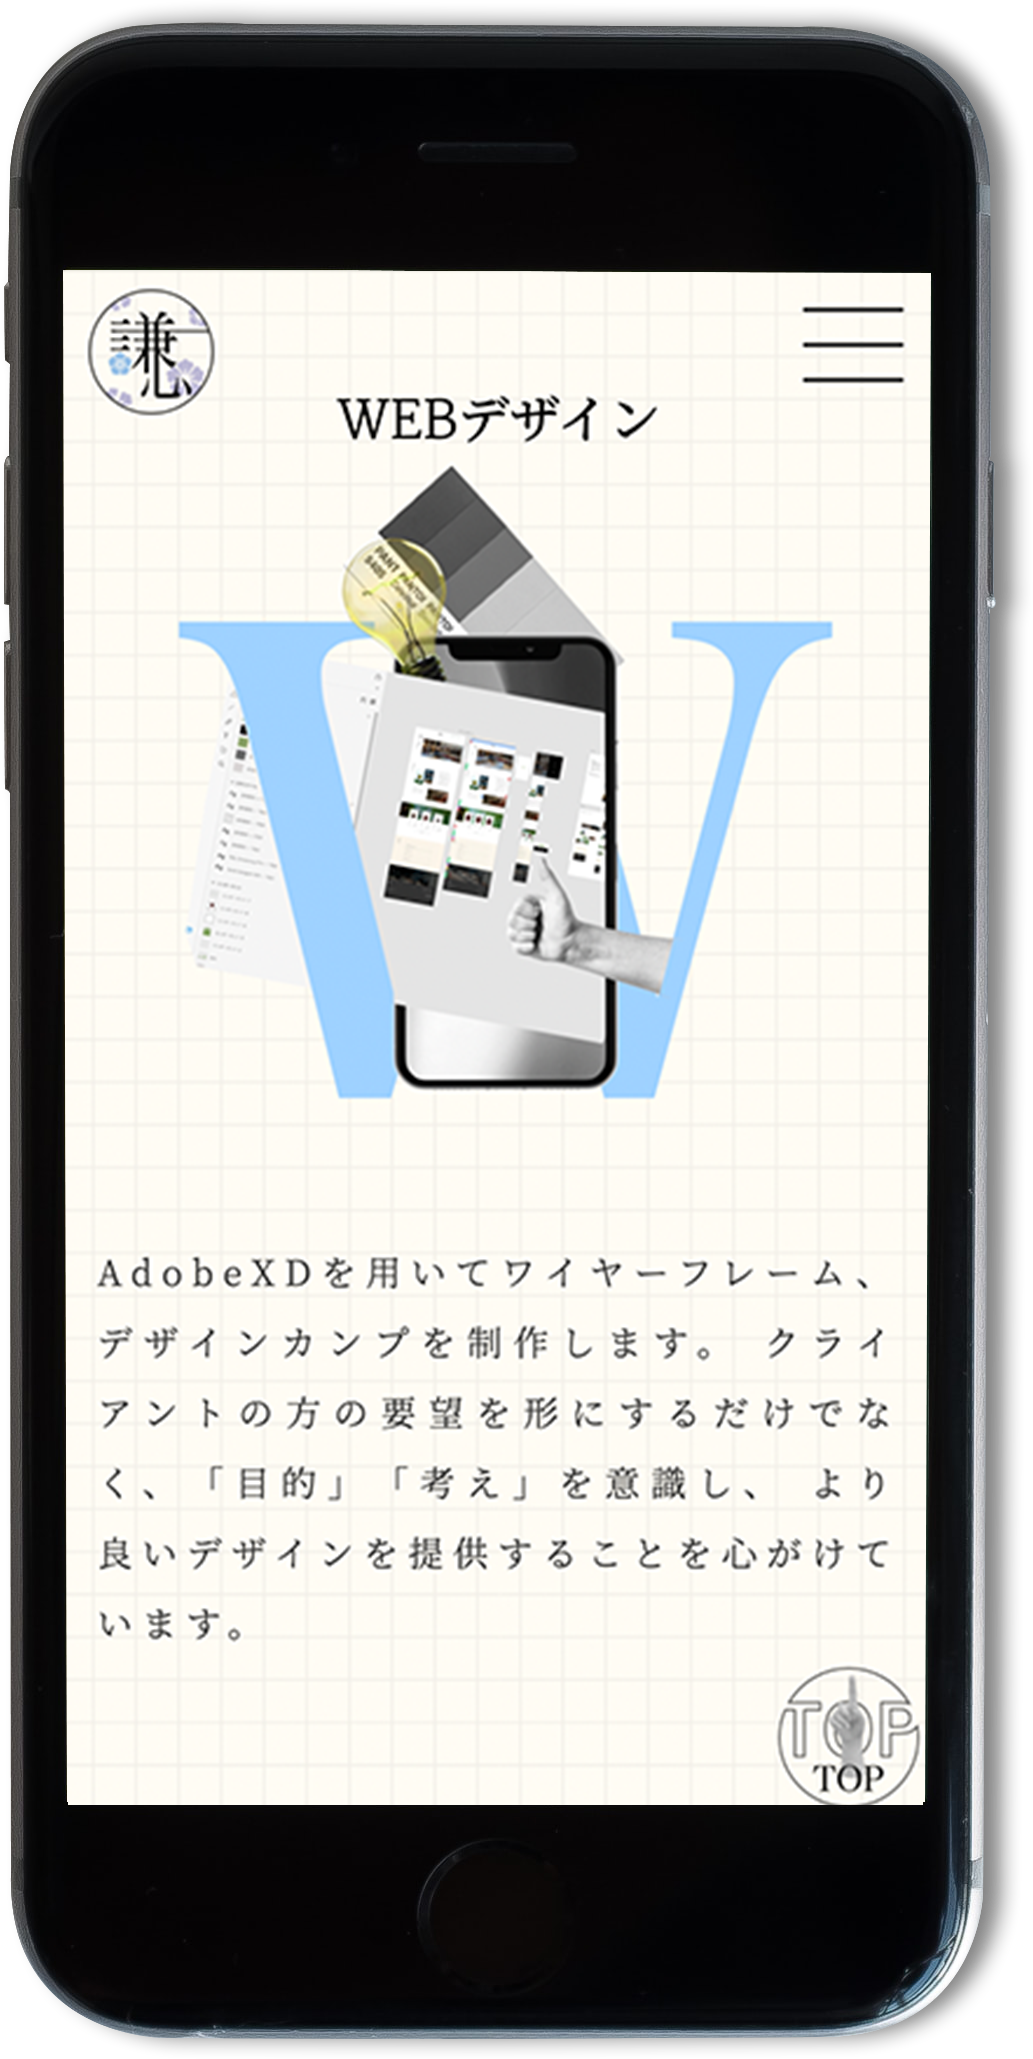 謙心
WEBデザイン
W
AdobeXDを用いてワイヤーフレーム、
デザインカンプを制作します。 クライ
アントの方の要望を形にするだけでな
く、「目的」「考え」を意識し、 より
良いデザインを提供することを心がけて
います。
TOP
TOP